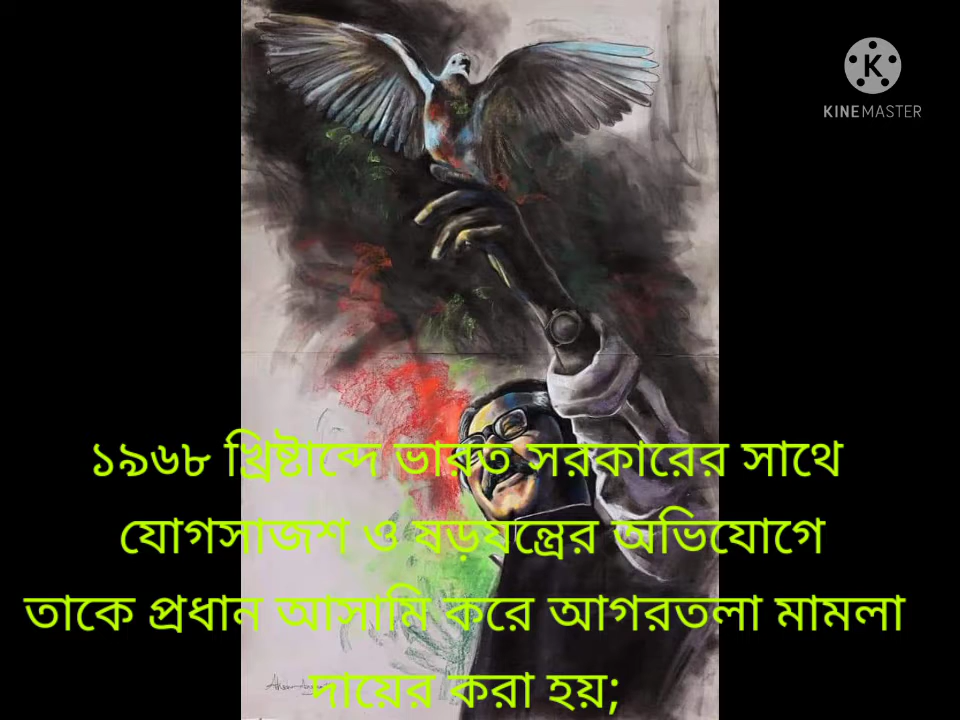 KINEMASTER
১৯৬৮ খ্রিষ্টাব্দে ভারত সরকারের সাথে
যোগসাজশ ও ষড়যন্ত্রের অভিযোগে
তাকে প্রধান আসামি করে আগরতলা মামলা
দায়ের করা হয়;